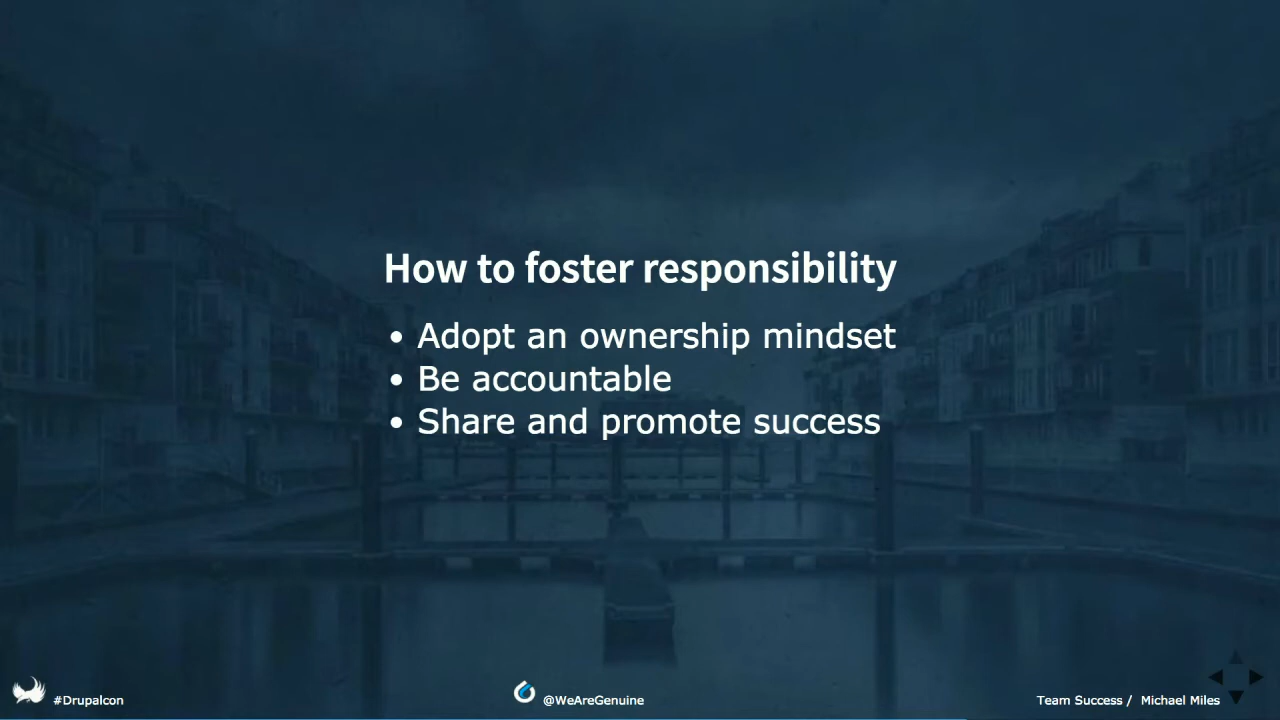 How to foster responsibility
• Adopt an ownership mindset
• Be accountable
• Share and promote success
#Drupalcon
@WeAreGenuine
Team Success / Michael Miles